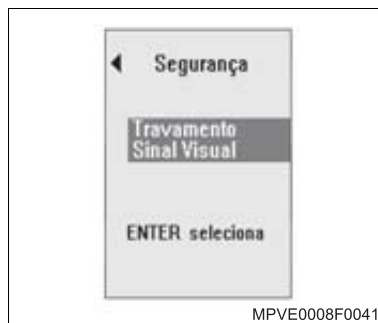 Segurança
Travamento
Sinal Visual
ENTER seleciona
MPVE0008F0041